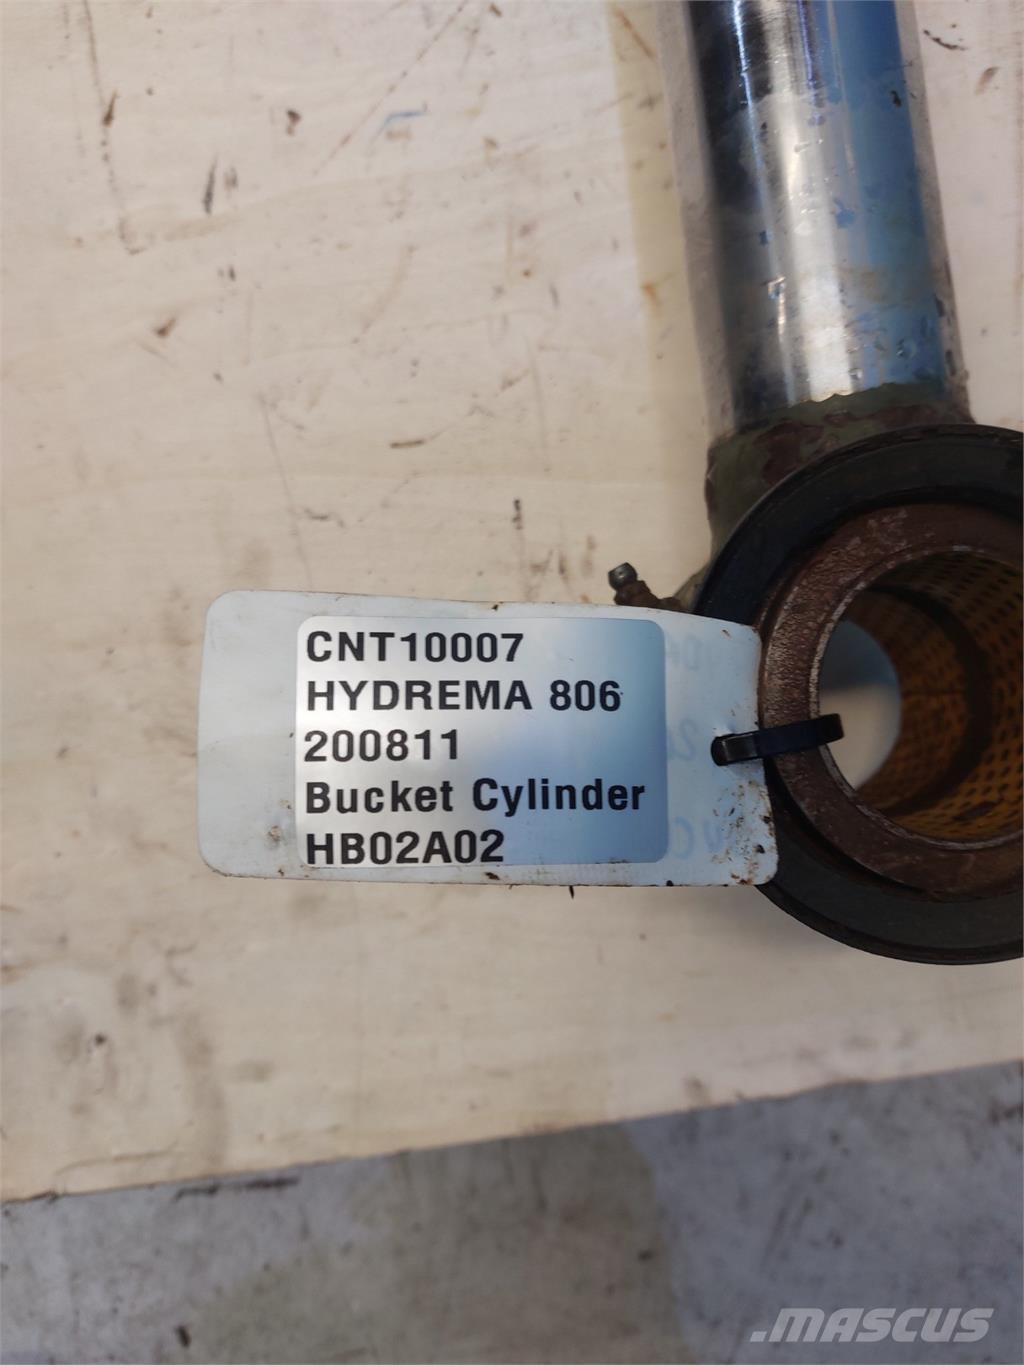 CNT10007
HYDREMA 806
200811
Bucket Cylinder
HB02A02
MASCUS